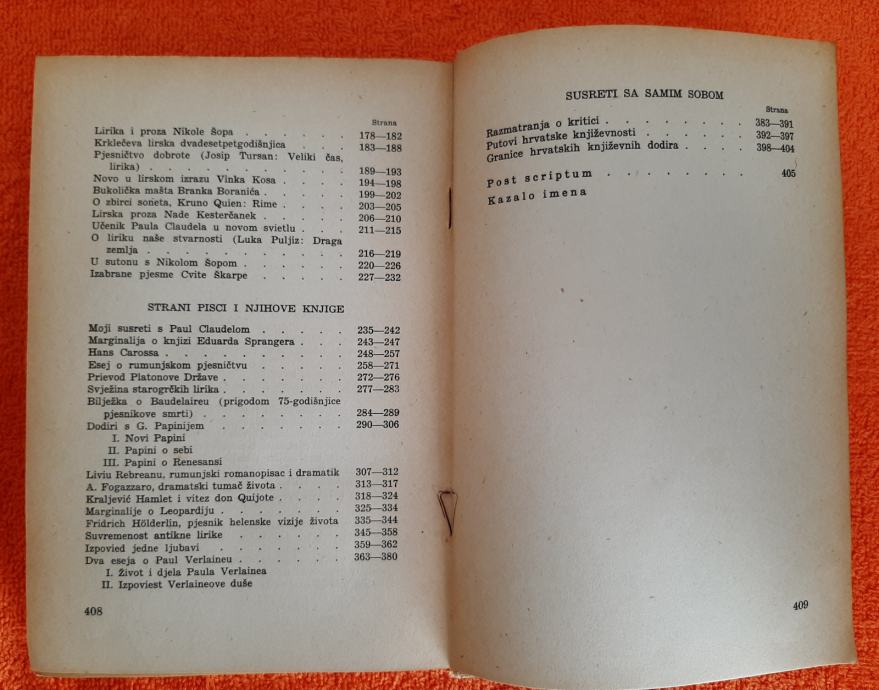 Strana
Lirika i proza Nikole Šopa . . . . . . 178—182
Krklečeva lirska dvadesetpetgodišnjica . . . 183—188
Pjesničtvo dobrote (Josip Tursan: Veliki čas,
lirika) . . . . . . . . . . 189—193
Novo u lirskom izrazu Vinka Kosa . . . . 194—198
Bukolička mašta Branka Boranića . . . . . 199—202
O zbirci soneta, Kruno Quien: Rime . . . . 203—205
Lirska proza Nade Kesterčanek . . . . . 206—210
Učenik Paula Claudela u novom svietlu . . . 211—215
O liriku naše stvarnosti (Luka Puljiz: Draga
zemlja . . . . . . . . . . 216—219
U sutonu s Nikolom Šopom . . . . . . 220—226
Izabrane pjesme Cvite Škarpe . . . . . 227—232
STRANI PISCI I NJIHOVE KNJIGE
Moji susreti s Paul Claudelom . . . . . 235—242
Marginalija o knjizi Eduarda Sprangera . . . 243—247
Hans Carossa . . . . . . . . . 248—257
Esej o rumunjskom pjesničtvu . . . . . 258—271
Prievod Platonove Države . . . . . . . 272—276
Svježina starogrčkih lirika . . . . . . 277—283
Bilježka o Baudelaireu (prigodom 75-godišnjice
pjesnikove smrti) . . . . . . . 284—289
Dodiri s G. Papinijem . . . . . . . 290—306
I. Novi Papini
II. Papini o sebi
III. Papini o Renesansi
Liviu Rebreanu, rumunjski romanopisac i dramatik 307—312
A. Fogazzaro, dramatski tumač života . . . . 313—317
Kraljević Hamlet i vitez don Quijote . . . . 318—324
Marginalije o Leopardiju . . . . . . . 325—334
Fridrich Hölderlin, pjesnik helenske vizije života 335—344
Suvremenost antikne lirike . . . . . . 345—358
Izpovied jedne ljubavi . . . . . . . 359—362
Dva eseja o Paul Verlaineu . . . . . . 363—380
I. Život i djela Paula Verlainea
II. Izpoviest Verlaineove duše
408
SUSRETI SA SAMIM SOBOM
Strana
Razmatranja o kritici . . . . . . . . 383—391
Putovi hrvatske književnosti . . . . . . 392—397
Granice hrvatskih književnih dodira . . . . 398—404
Post scriptum . . . . . . . . 405
Kazalo imena
409